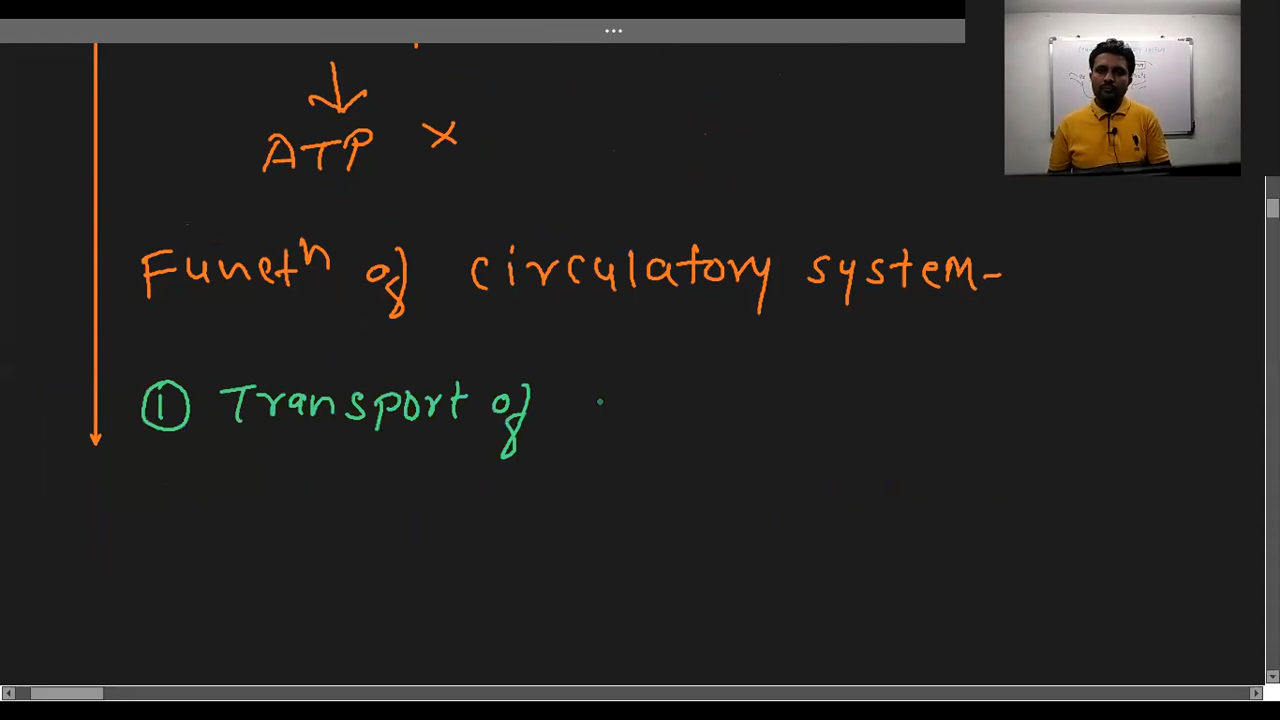 ATP ×
Functⁿ of circulatory system-
① Transport of